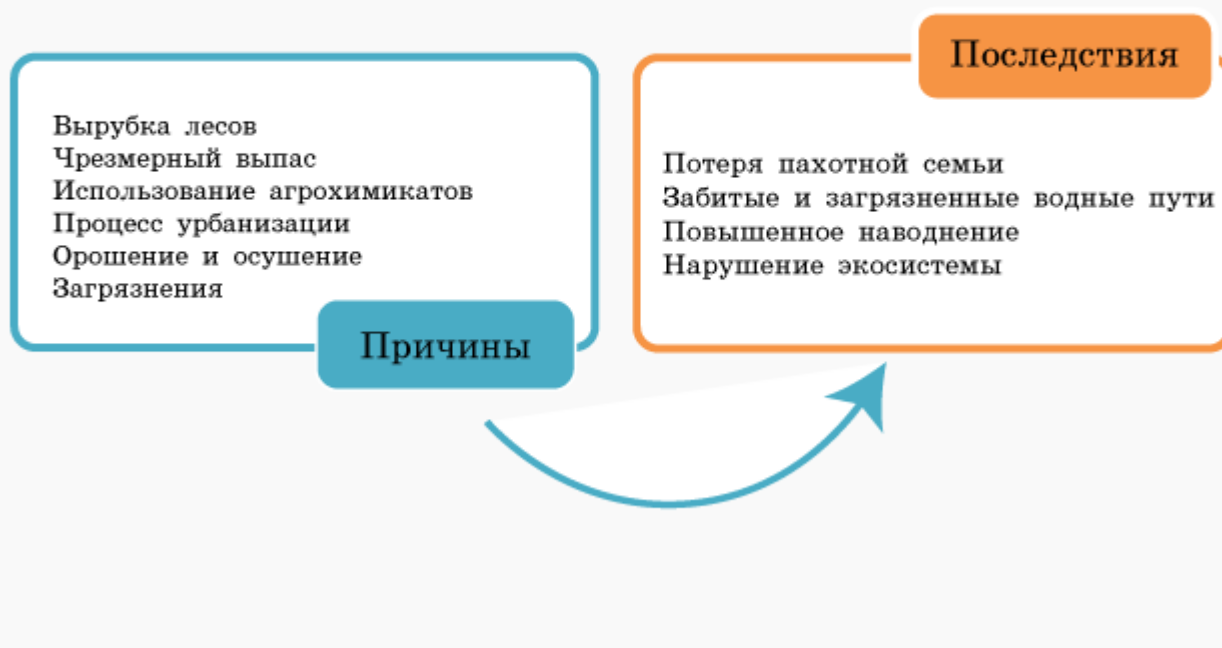 Вырубка лесов
Чрезмерный выпас
Использование агрохимикатов
Процесс урбанизации
Орошение и осушение
Загрязнения
Причины
Последствия
Потеря пахотной семьи
Забитые и загрязненные водные пути
Повышенное наводнение
Нарушение экосистемы